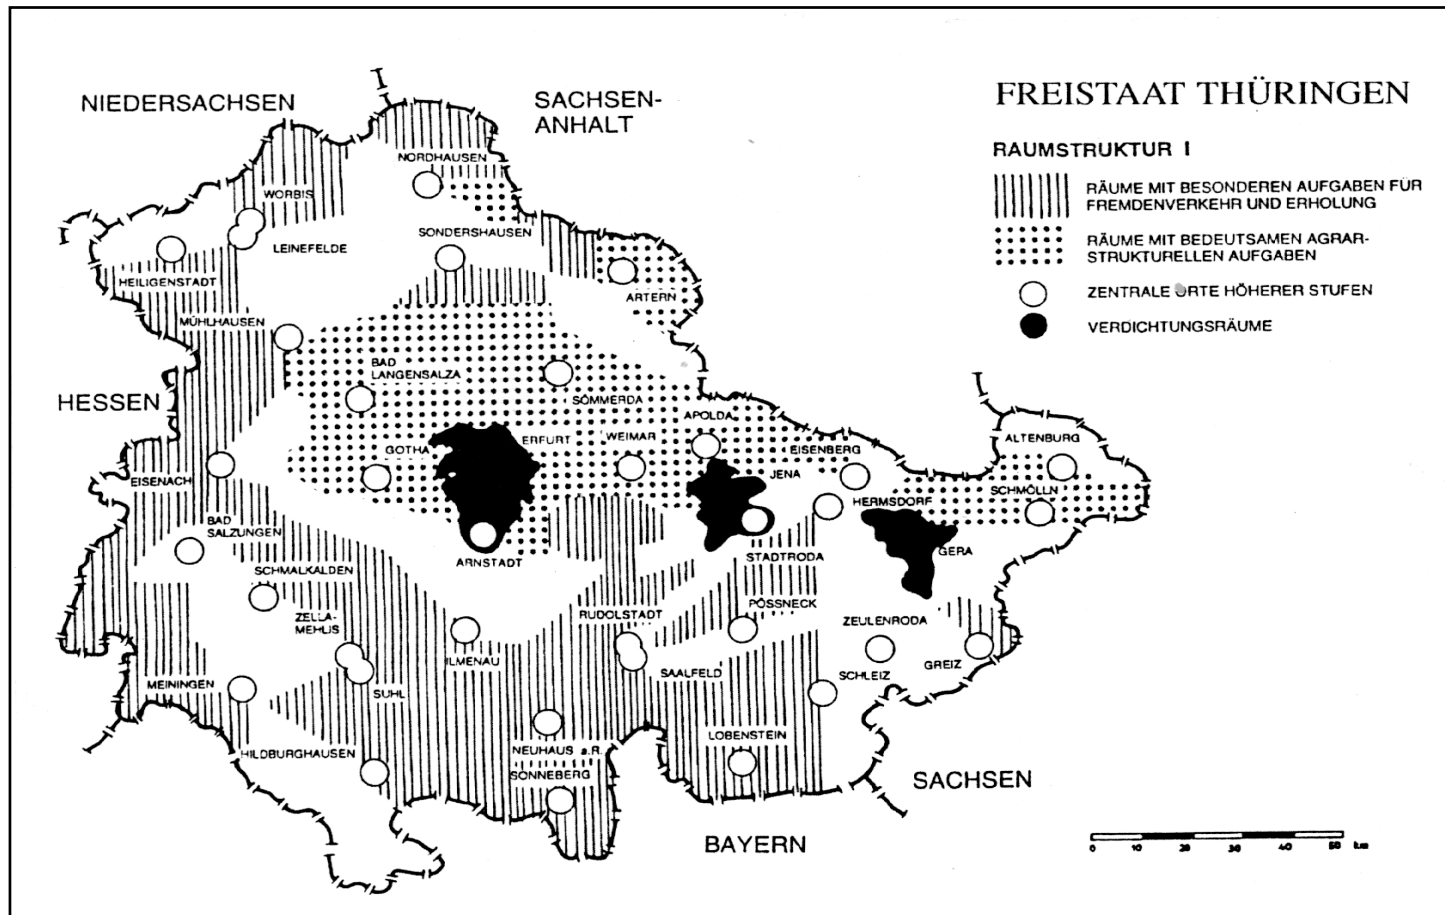 NIEDERSACHSEN
SACHSEN-
ANHALT
FREISTAAT THÜRINGEN
RAUMSTRUKTUR I
RÄUME MIT BESONDEREN AUFGABEN FÜR
FREMDENVERKEHR UND ERHOLUNG
RÄUME MIT BEDEUTSAMEN AGRAR-
STRUKTURELLEN AUFGABEN
ZENTRALE ORTE HÖHERER STUFEN
VERDICHTUNGSRÄUME
NORDHAUSEN
WORBIS
SONDERSHAUSEN
LEINEFELDE
HEILIGENSTADT
ARTERN
MÜHLHAUSEN
BAD
LANGENSALZA
HESSEN
SÖMMERDA
APOLDA
ALTENBURG
GOTHA
ERFURT
WEIMAR
EISENBERG
EISENACH
JENA
SCHMÖLLN
HERMSDORF
BAD
SALZUNGEN
GERA
ARNSTADT
STADTRODA
SCHMALKALDEN
ZELLA-
MEHLIS
RUDOLSTADT
PÖSSNECK
ZEULENRODA
ILMENAU
SAALFELD
SCHLEIZ
GREIZ
MEININGEN
SUHL
LOBENSTEIN
HILDBURGHAUSEN
NEUHAUS a.R.
SONNEBERG
SACHSEN
BAYERN
0 10 20 30 40 50 km